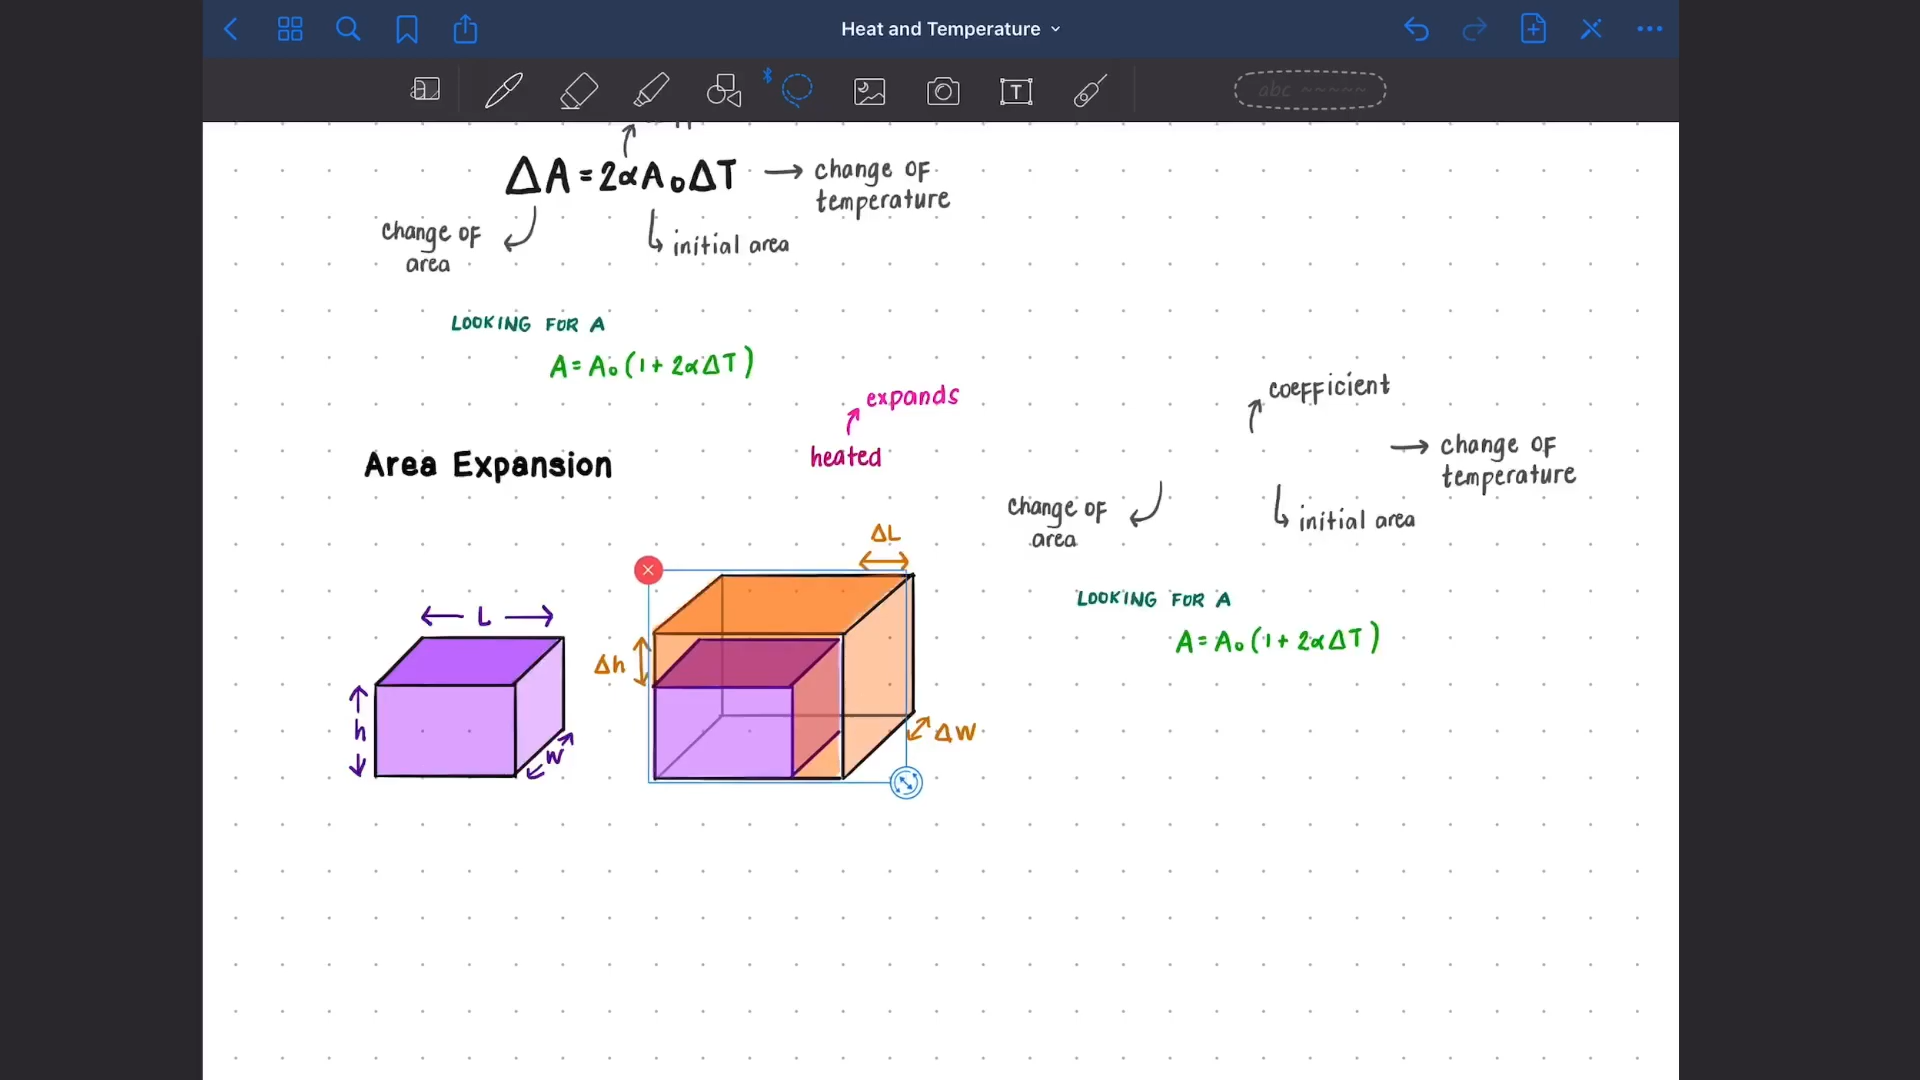 Heat and Temperature
T
abc ~~~~~
ΔA = 2αA₀ΔT → change of
temperature
change of
area
initial area
LOOKING FOR A
A = A₀ (1 + 2αΔT)
expands
heated
Area Expansion
coefficient
→ change of
temperature
change of
area
initial area
LOOKING FOR A
A = A₀ (1 + 2αΔT)
L
h
W
ΔL
Δh
ΔW